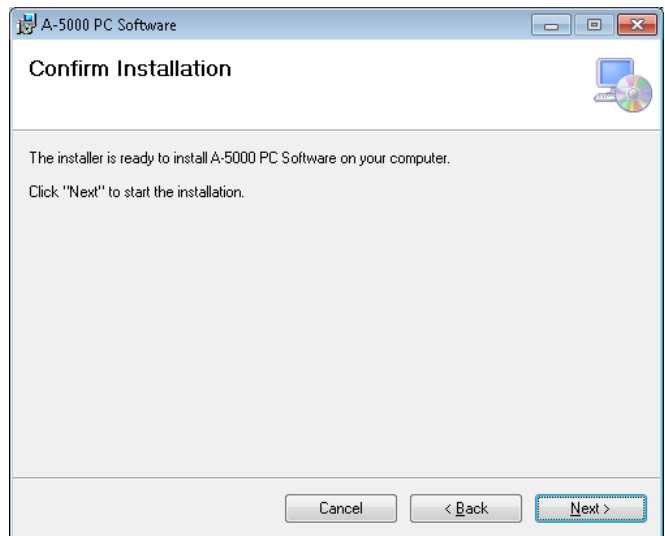 A-5000 PC Software
Confirm Installation
The installer is ready to install A-5000 PC Software on your computer.
Click "Next" to start the installation.
Cancel
< Back
Next >